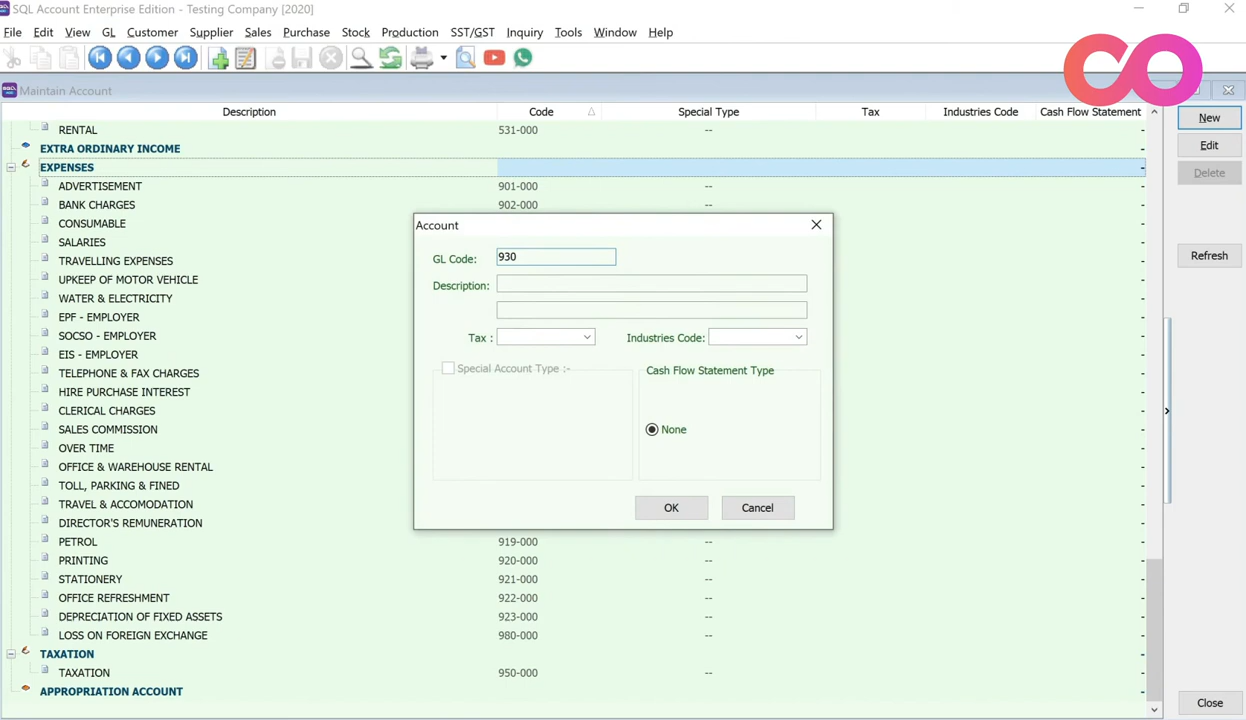 SQL Account Enterprise Edition - Testing Company [2020]
File Edit View GL Customer Supplier Sales Purchase Stock Production SST/GST Inquiry Tools Window Help
Maintain Account
Description Code Special Type Tax Industries Code Cash Flow Statement
RENTAL 531-000 --
EXTRA ORDINARY INCOME
EXPENSES
ADVERTISEMENT 901-000 --
BANK CHARGES 902-000 --
CONSUMABLE
SALARIES
TRAVELLING EXPENSES
UPKEEP OF MOTOR VEHICLE
WATER & ELECTRICITY
EPF - EMPLOYER
SOCSO - EMPLOYER
EIS - EMPLOYER
TELEPHONE & FAX CHARGES
HIRE PURCHASE INTEREST
CLERICAL CHARGES
SALES COMMISSION
OVER TIME
OFFICE & WAREHOUSE RENTAL
TOLL, PARKING & FINED
TRAVEL & ACCOMODATION
DIRECTOR'S REMUNERATION
PETROL 919-000 --
PRINTING 920-000 --
STATIONERY 921-000 --
OFFICE REFRESHMENT 922-000 --
DEPRECIATION OF FIXED ASSETS 923-000 --
LOSS ON FOREIGN EXCHANGE 980-000 --
TAXATION
TAXATION 950-000 --
APPROPRIATION ACCOUNT
Account
GL Code: 930
Description:
Tax :
Industries Code:
Special Account Type :-
Cash Flow Statement Type
None
OK
Cancel
New
Edit
Delete
Refresh
Close